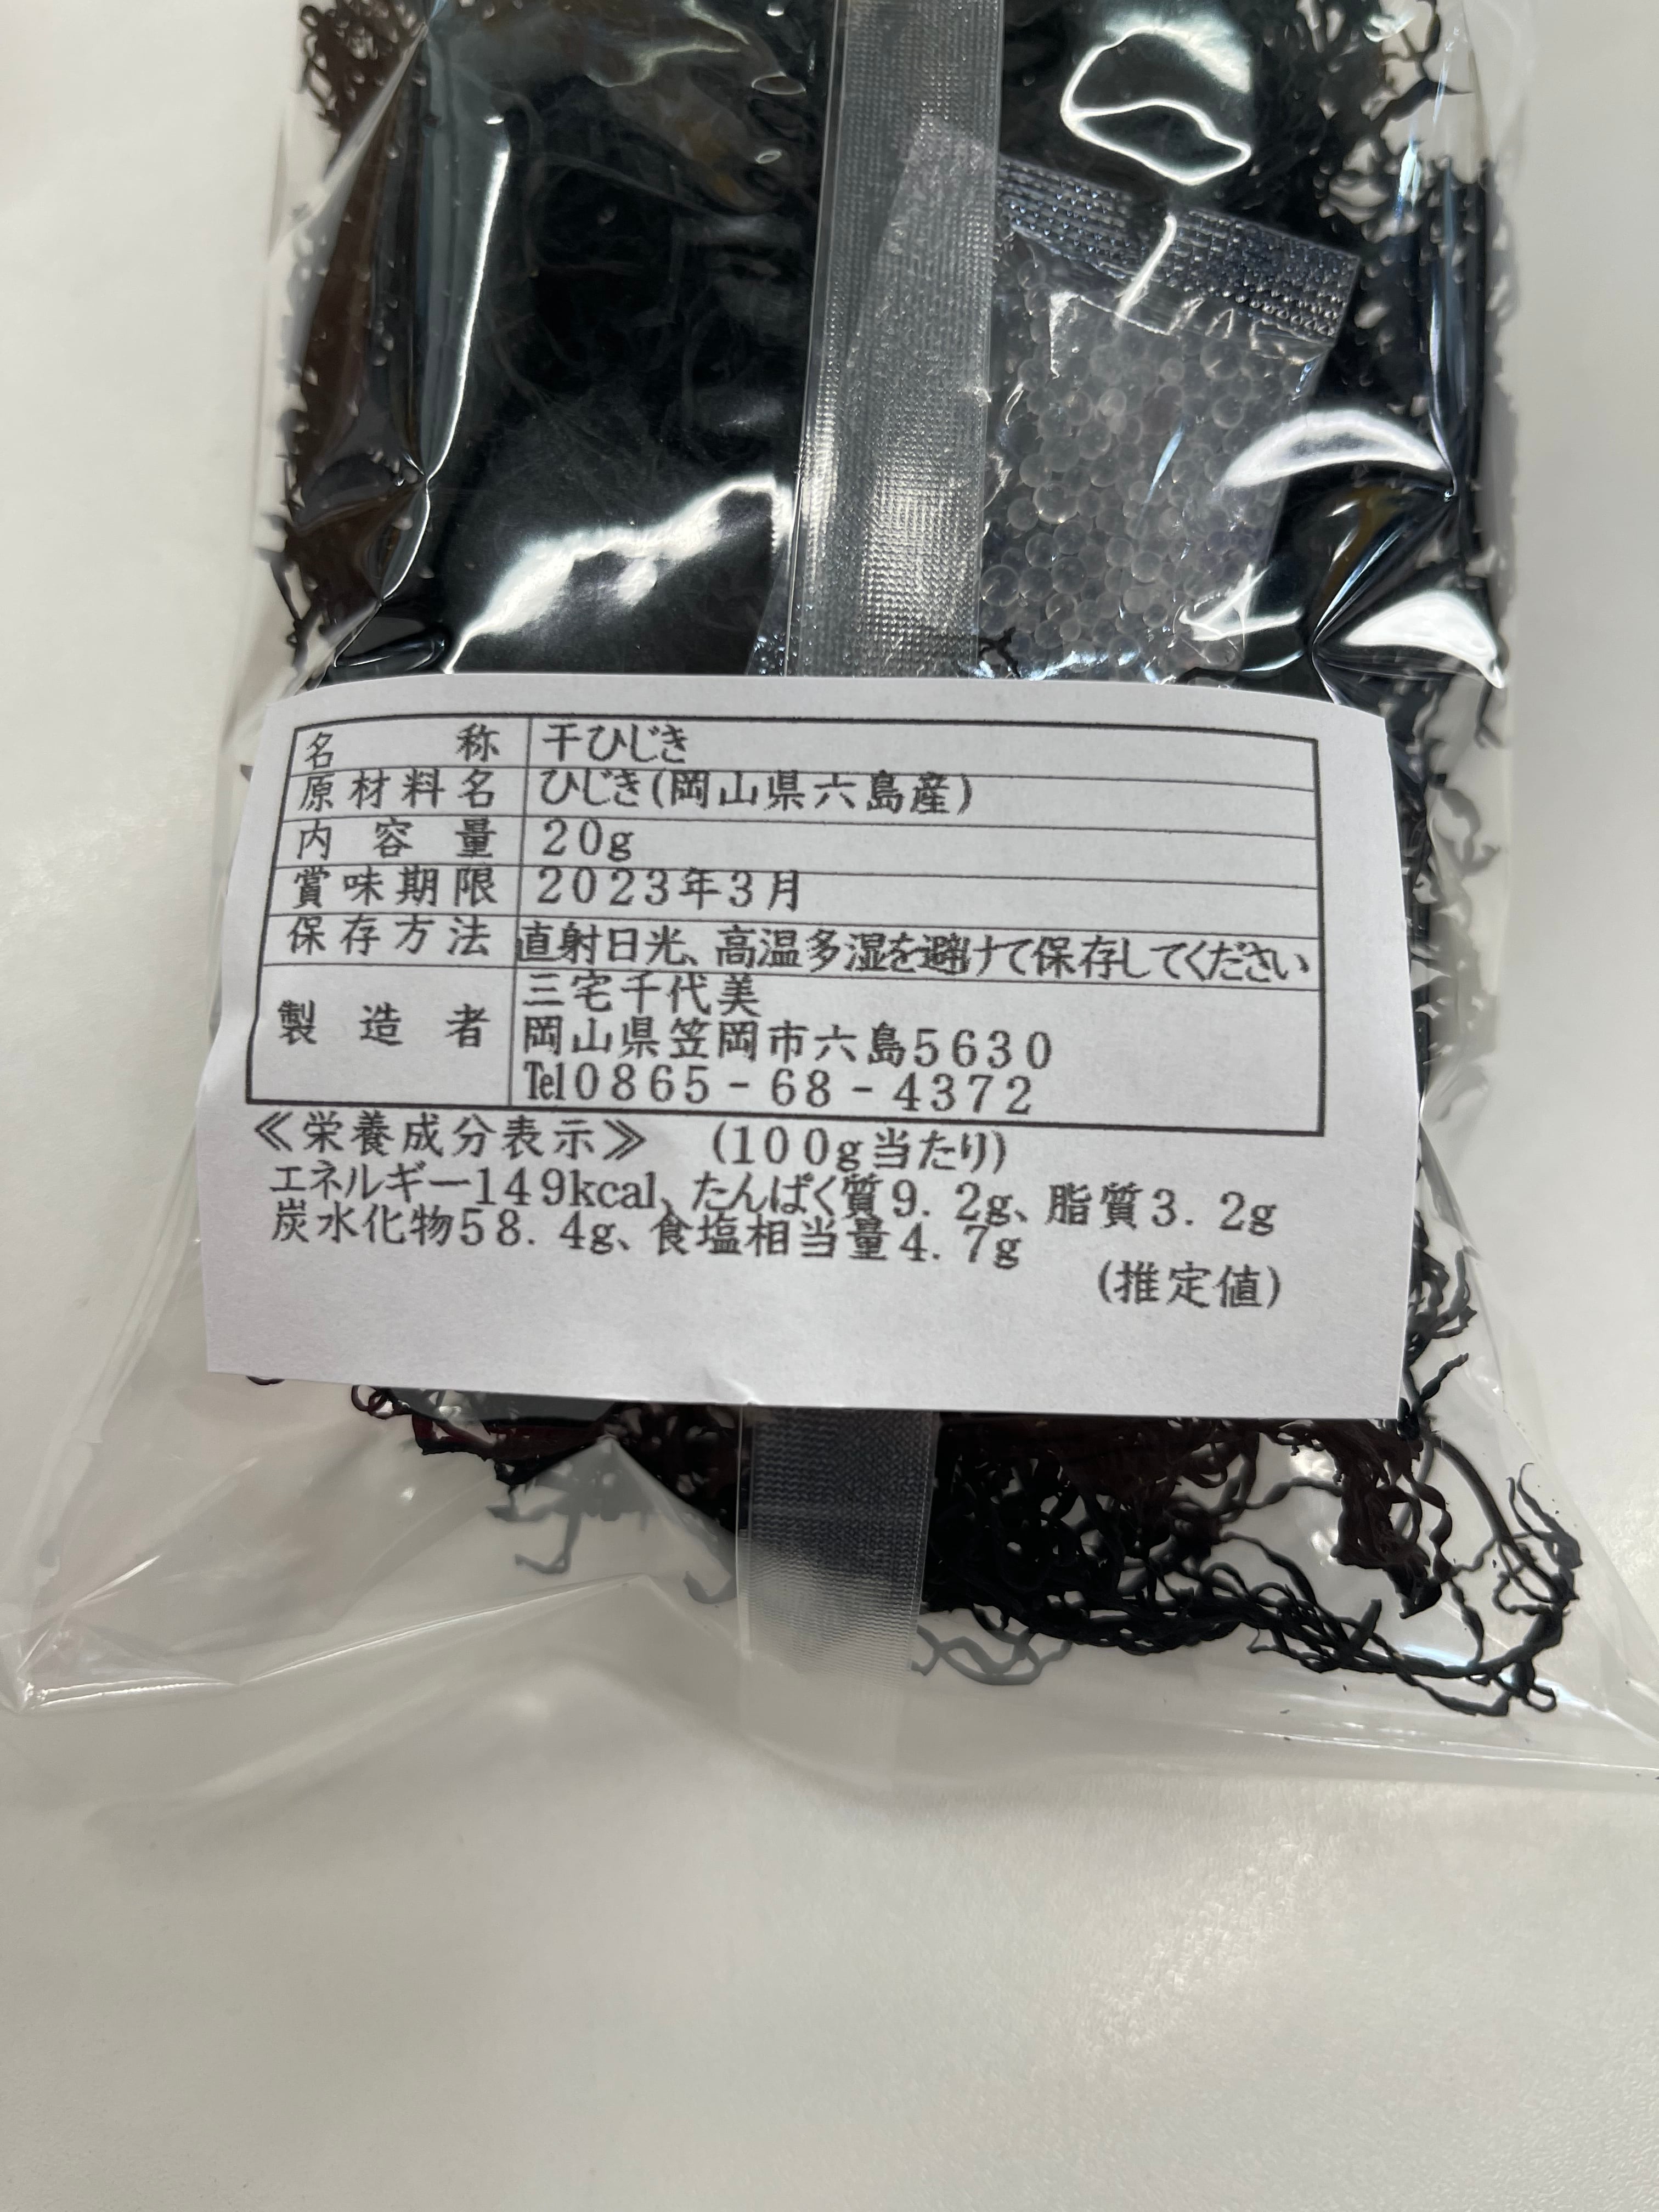 名称 干ひじき
原材料名 ひじき(岡山県六島産)
内容量 20g
賞味期限 2023年3月
保存方法 直射日光、高温多湿を避けて保存してください
製造者 三宅千代美
岡山県笠岡市六島5630
℡0865-68-4372
≪栄養成分表示≫ (100g当たり)
エネルギー149kcal、たんぱく質9.2g、脂質3.2g
炭水化物58.4g、食塩相当量4.7g
(推定値)